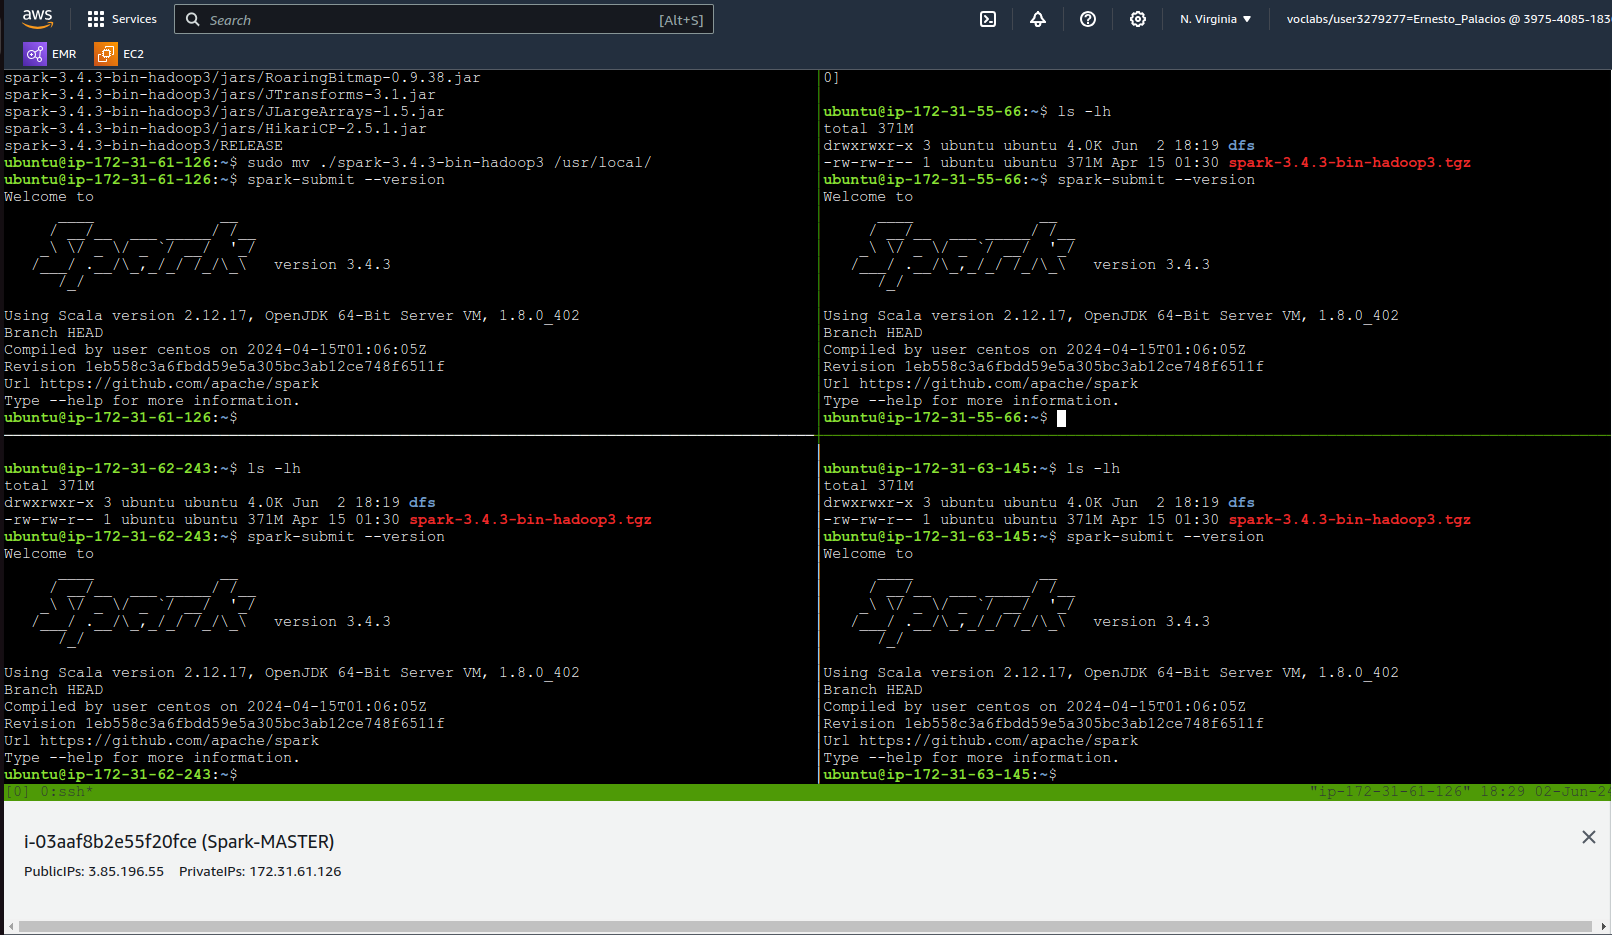 aws
Services
Search
[Alt+S]
N. Virginia
voclabs/user3279277=Ernesto_Palacios @ 3975-4085-183
EMR
EC2
spark-3.4.3-bin-hadoop3/jars/RoaringBitmap-0.9.38.jar
spark-3.4.3-bin-hadoop3/jars/JTransforms-3.1.jar
spark-3.4.3-bin-hadoop3/jars/JLargeArrays-1.5.jar
spark-3.4.3-bin-hadoop3/jars/HikariCP-2.5.1.jar
spark-3.4.3-bin-hadoop3/RELEASE
ubuntu@ip-172-31-61-126:~$ sudo mv ./spark-3.4.3-bin-hadoop3 /usr/local/
ubuntu@ip-172-31-61-126:~$ spark-submit --version
Welcome to
Spark
version 3.4.3
Using Scala version 2.12.17, OpenJDK 64-Bit Server VM, 1.8.0_402
Branch HEAD
Compiled by user centos on 2024-04-15T01:06:05Z
Revision 1eb558c3a6fbdd59e5a305bc3ab12ce748f6511f
Url https://github.com/apache/spark
Type --help for more information.
ubuntu@ip-172-31-61-126:~$
0]
ubuntu@ip-172-31-55-66:~$ ls -lh
total 371M
drwxrwxr-x 3 ubuntu ubuntu 4.0K Jun  2 18:19 dfs
-rw-rw-r-- 1 ubuntu ubuntu 371M Apr 15 01:30 spark-3.4.3-bin-hadoop3.tgz
ubuntu@ip-172-31-55-66:~$ spark-submit --version
Welcome to
Spark
version 3.4.3
Using Scala version 2.12.17, OpenJDK 64-Bit Server VM, 1.8.0_402
Branch HEAD
Compiled by user centos on 2024-04-15T01:06:05Z
Revision 1eb558c3a6fbdd59e5a305bc3ab12ce748f6511f
Url https://github.com/apache/spark
Type --help for more information.
ubuntu@ip-172-31-55-66:~$
ubuntu@ip-172-31-62-243:~$ ls -lh
total 371M
drwxrwxr-x 3 ubuntu ubuntu 4.0K Jun  2 18:19 dfs
-rw-rw-r-- 1 ubuntu ubuntu 371M Apr 15 01:30 spark-3.4.3-bin-hadoop3.tgz
ubuntu@ip-172-31-62-243:~$ spark-submit --version
Welcome to
Spark
version 3.4.3
Using Scala version 2.12.17, OpenJDK 64-Bit Server VM, 1.8.0_402
Branch HEAD
Compiled by user centos on 2024-04-15T01:06:05Z
Revision 1eb558c3a6fbdd59e5a305bc3ab12ce748f6511f
Url https://github.com/apache/spark
Type --help for more information.
ubuntu@ip-172-31-62-243:~$
ubuntu@ip-172-31-63-145:~$ ls -lh
total 371M
drwxrwxr-x 3 ubuntu ubuntu 4.0K Jun  2 18:19 dfs
-rw-rw-r-- 1 ubuntu ubuntu 371M Apr 15 01:30 spark-3.4.3-bin-hadoop3.tgz
ubuntu@ip-172-31-63-145:~$ spark-submit --version
Welcome to
Spark
version 3.4.3
Using Scala version 2.12.17, OpenJDK 64-Bit Server VM, 1.8.0_402
Branch HEAD
Compiled by user centos on 2024-04-15T01:06:05Z
Revision 1eb558c3a6fbdd59e5a305bc3ab12ce748f6511f
Url https://github.com/apache/spark
Type --help for more information.
ubuntu@ip-172-31-63-145:~$
[0] 0:ssh*
"ip-172-31-61-126" 18:29 02-Jun-24
i-03aaf8b2e55f20fce (Spark-MASTER)
PublicIPs: 3.85.196.55 PrivateIPs: 172.31.61.126